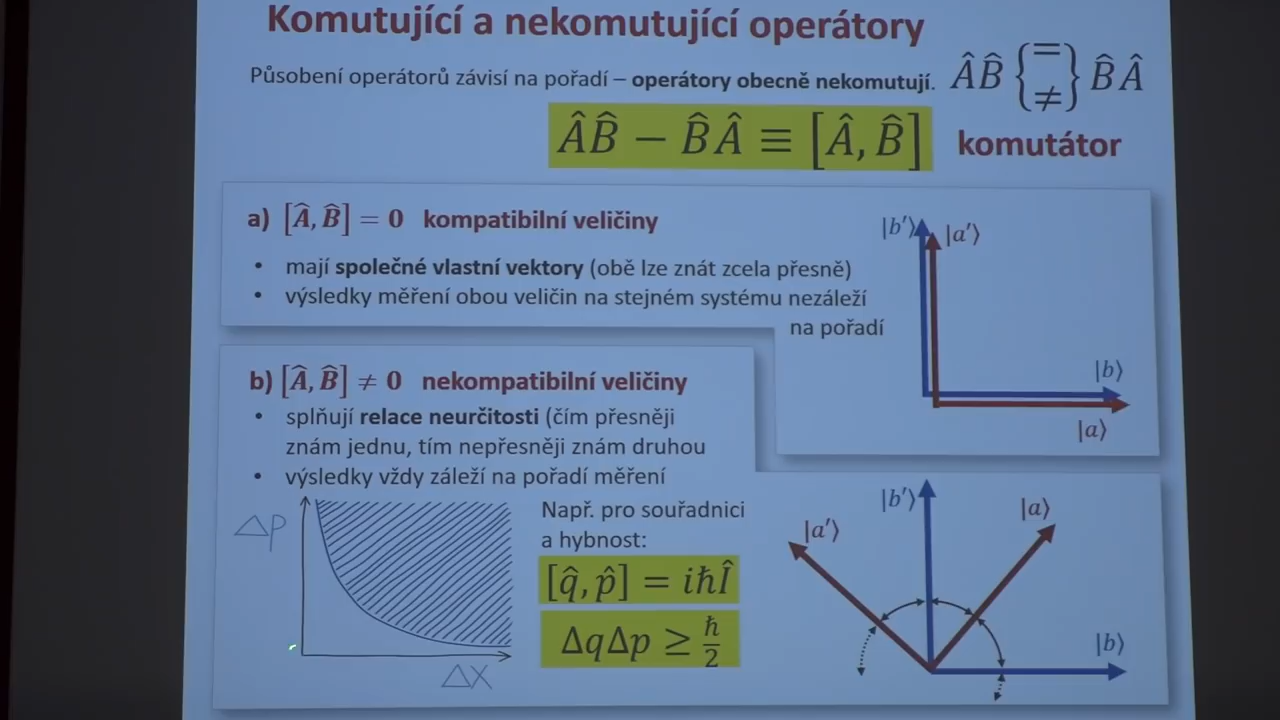 Komutující a nekomutující operátory
Působení operátorů závisí na pořadí – operátory obecně nekomutují. ÂB̂ {= ≠} B̂Â
ÂB̂ − B̂Â ≡ [Â, B̂] komutátor
a) [Â, B̂] = 0 kompatibilní veličiny
• mají společné vlastní vektory (obě lze znát zcela přesně)
• výsledky měření obou veličin na stejném systému nezáleží
na pořadí
|b′⟩ |a′⟩
|b⟩
|a⟩
b) [Â, B̂] ≠ 0 nekompatibilní veličiny
• splňují relace neurčitosti (čím přesněji
znám jednu, tím nepřesněji znám druhou
• výsledky vždy záleží na pořadí měření
Δp
ΔX
Např. pro souřadnici
a hybnost:
[q̂, p̂] = iħÎ
ΔqΔp ≥ ħ/2
|a′⟩ |b′⟩ |a⟩
|b⟩